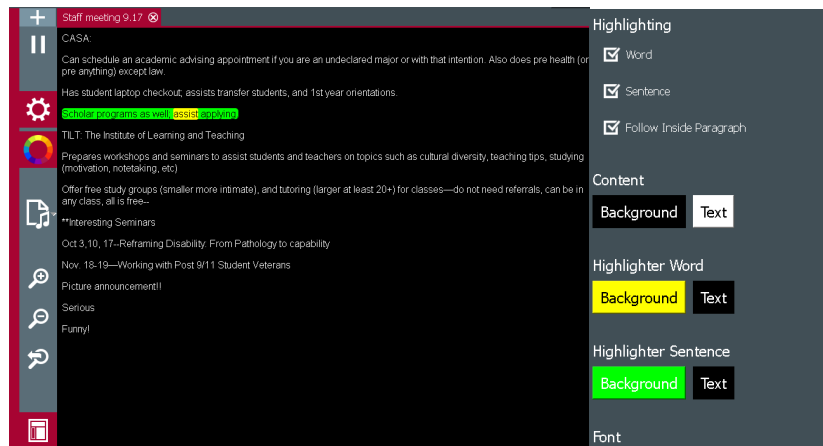 Staff meeting 9.17
CASA:
Can schedule an academic advising appointment if you are an undeclared major or with that intention. Also does pre health (or
pre anything) except law.
Has student laptop checkout; assists transfer students, and 1st year orientations.
Scholar programs as well, assist applying.
TILT: The Institute of Learning and Teaching
Prepares workshops and seminars to assist students and teachers on topics such as cultural diversity, teaching tips, studying
(motivation, notetaking, etc)
Offer free study groups (smaller more intimate), and tutoring (larger at least 20+) for classes—do not need referrals, can be in
any class, all is free--
**Interesting Seminars
Oct 3,10, 17--Reframing Disability: From Pathology to capability
Nov. 18-19—Working with Post 9/11 Student Veterans
Picture announcement!!
Serious
Funny!
Highlighting
Word
Sentence
Follow Inside Paragraph
Content
Background Text
Highlighter Word
Background Text
Highlighter Sentence
Background Text
Font